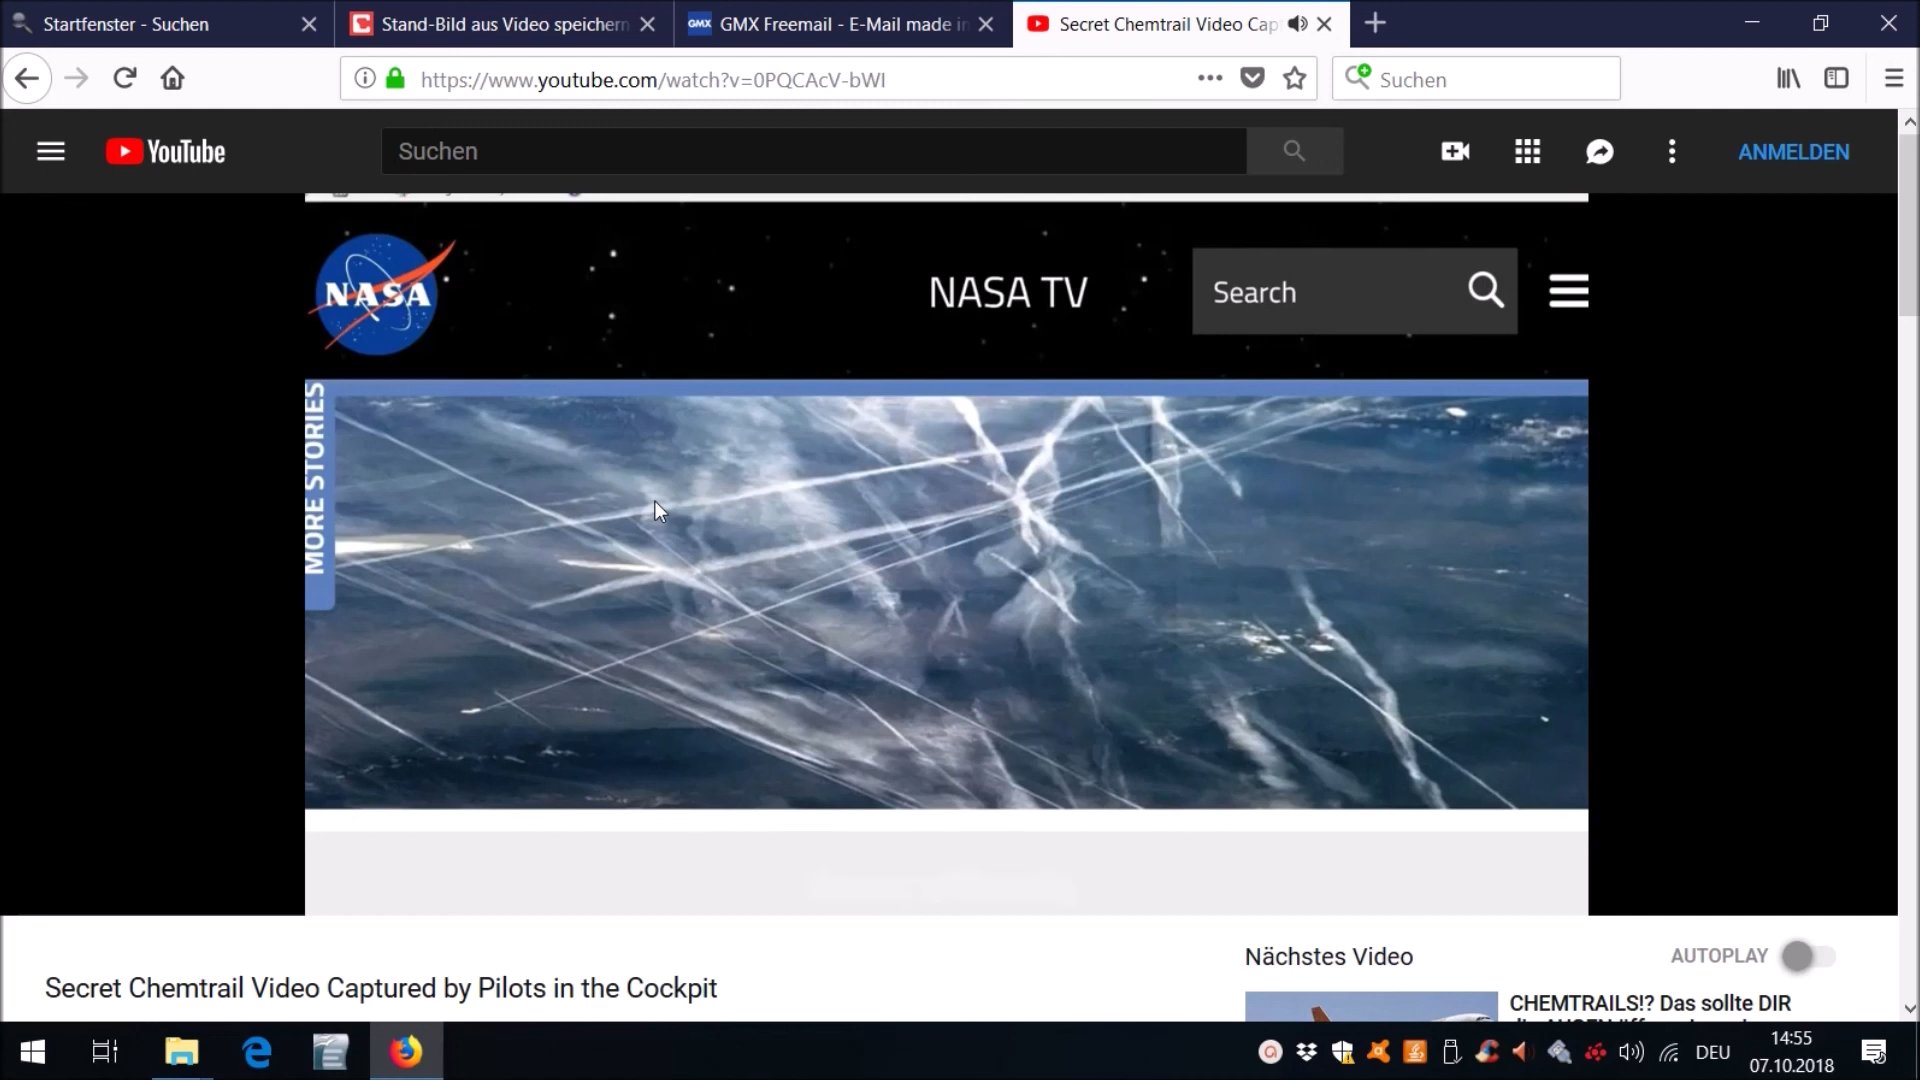 Startfenster - Suchen
Stand-Bild aus Video speichern
GMX GMX Freemail - E-Mail made in
Secret Chemtrail Video Cap
https://www.youtube.com/watch?v=0PQCAcV-bWI
Suchen
YouTube
Suchen
ANMELDEN
NASA
NASA TV
Search
MORE STORIES
Nächstes Video
AUTOPLAY
Secret Chemtrail Video Captured by Pilots in the Cockpit
CHEMTRAILS!? Das sollte DIR
DEU
14:55
07.10.2018